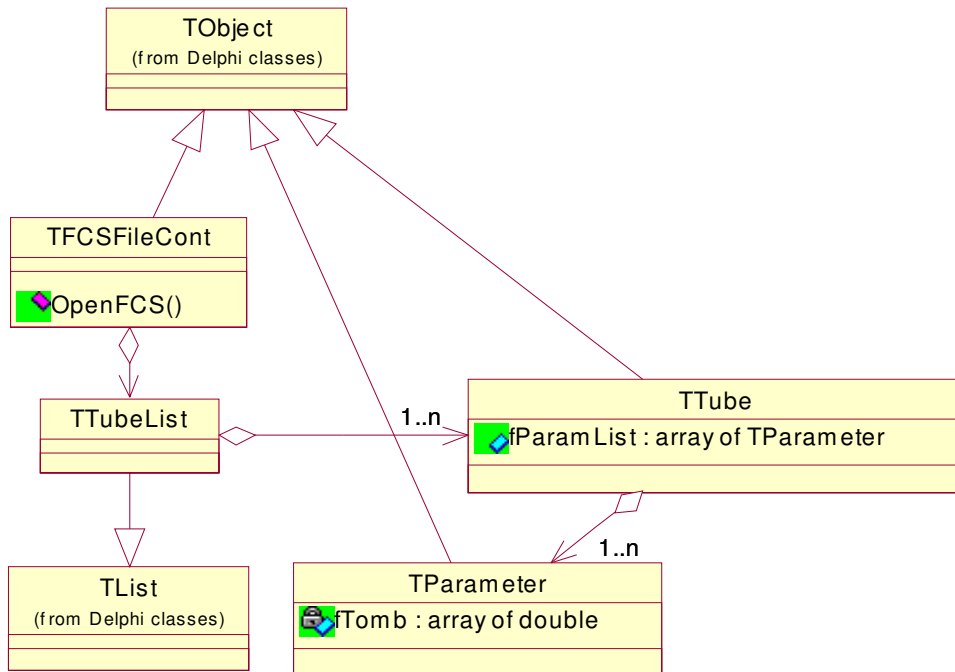 TObject
(from Delphi classes)
TFCSFileCont
OpenFCS()
TTubeList
1..n
TTube
fParamList : array of TParameter
1..n
TList
(from Delphi classes)
TParameter
fTomb : array of double